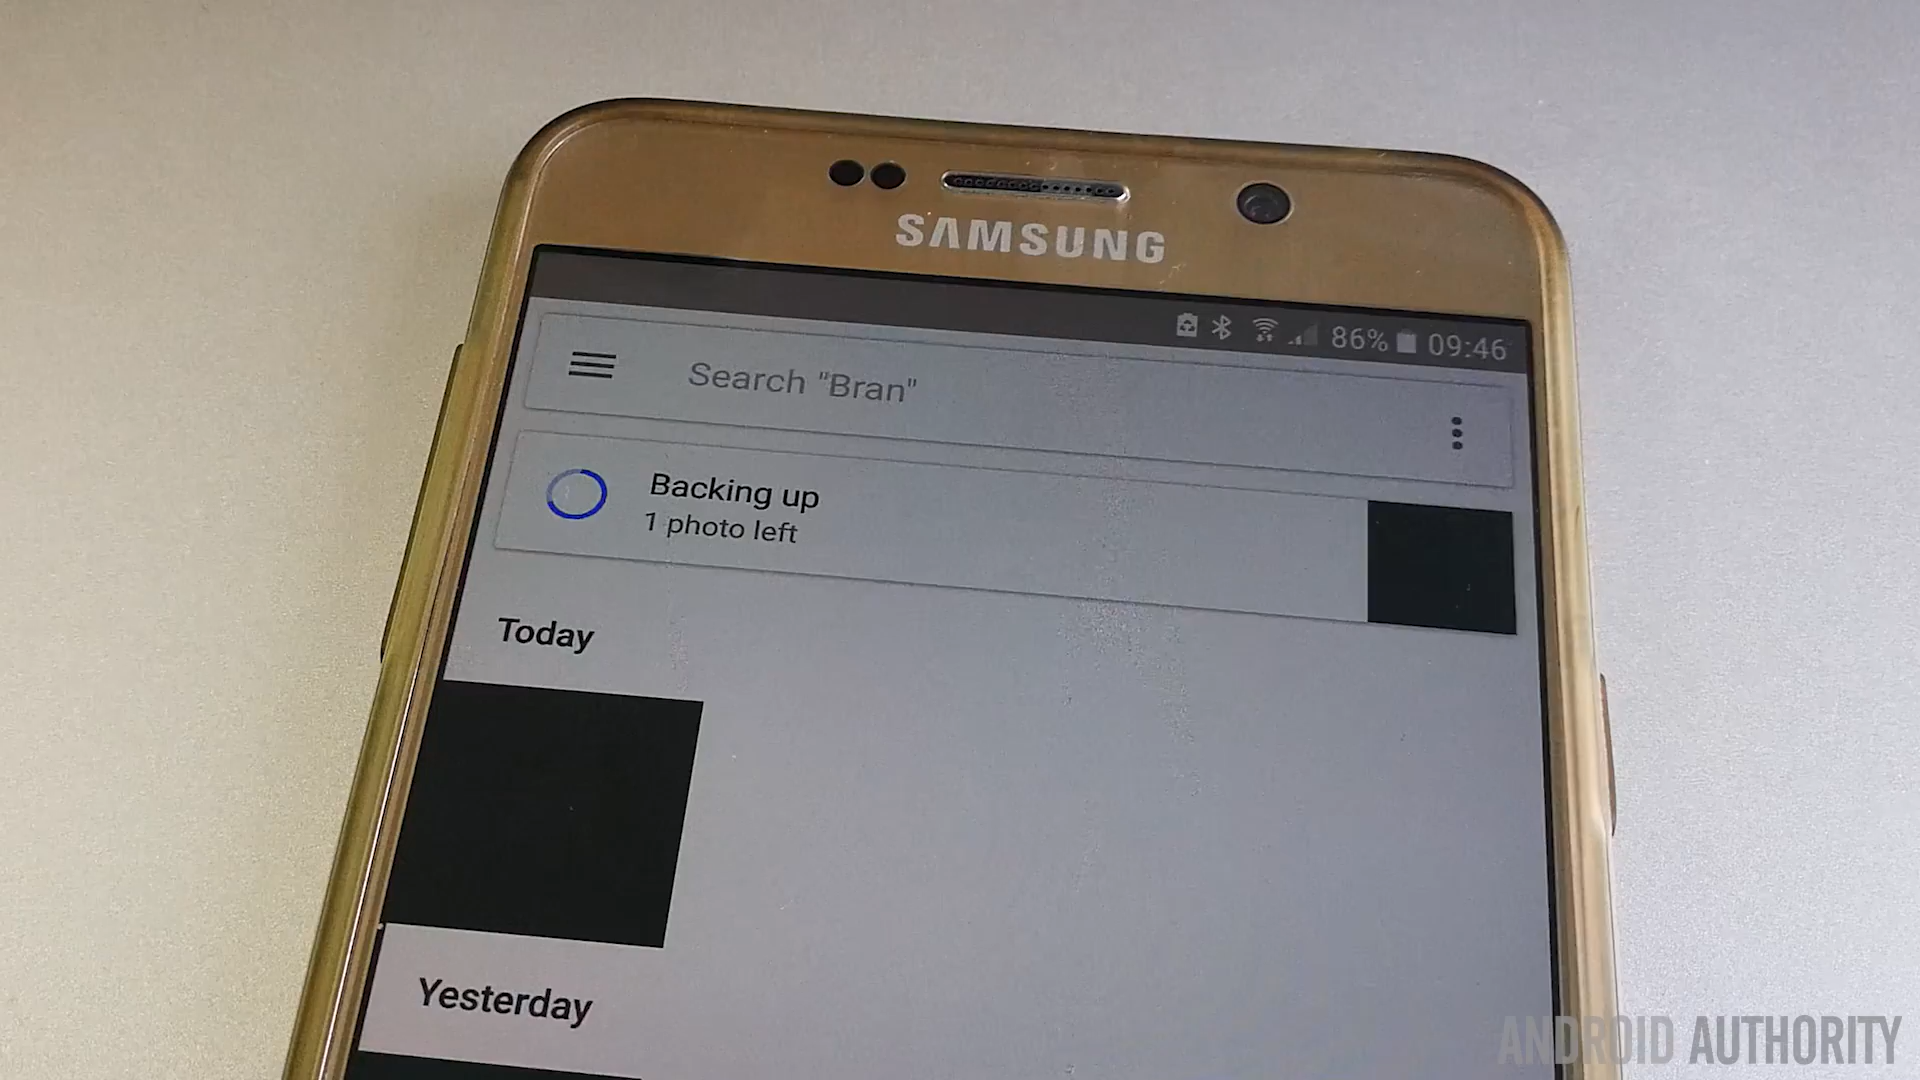 SAMSUNG
86% 09:46
Search "Bran"
Backing up
1 photo left
Today
Yesterday
ANDROID AUTHORITY